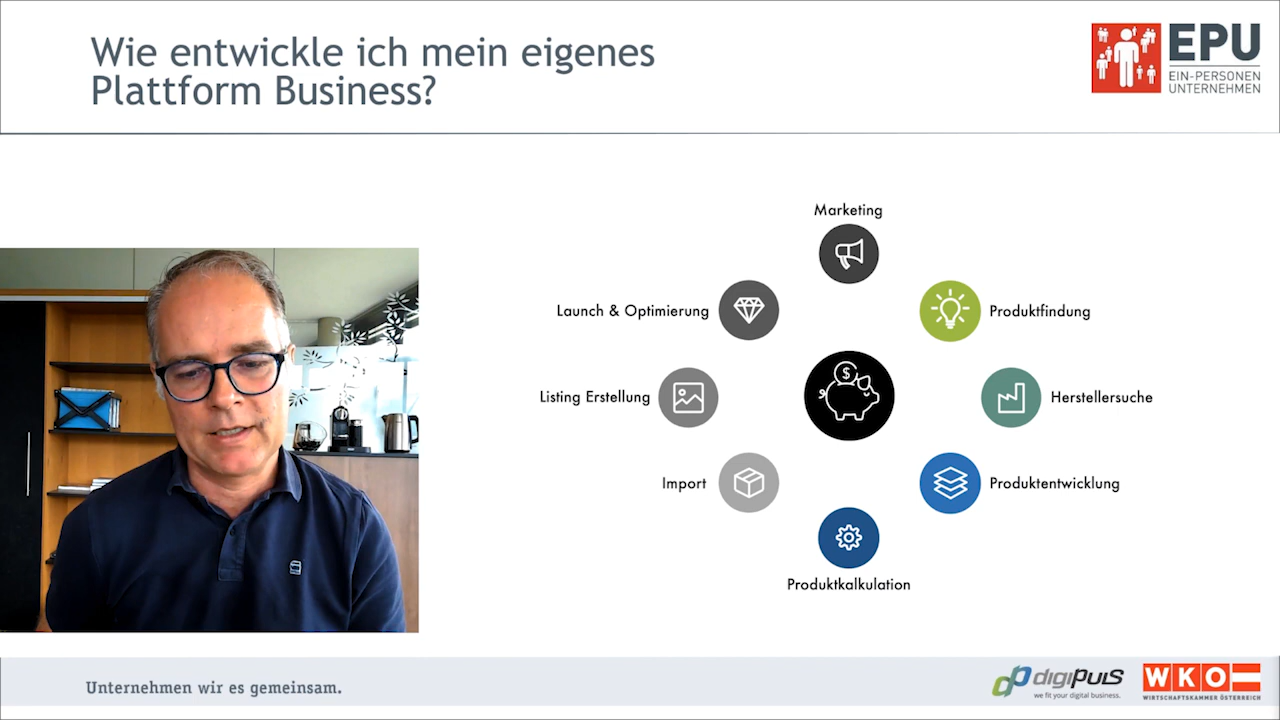 Wie entwickle ich mein eigenes
Plattform Business?
EPU
EIN-PERSONEN
UNTERNEHMEN
Marketing
Launch & Optimierung
Produktfindung
$
Listing Erstellung
Herstellersuche
Import
Produktentwicklung
Produktkalkulation
Unternehmen wir es gemeinsam.
digiPULS
we fit your digital business.
WKO
WIRTSCHAFTSKAMMER ÖSTERREICH